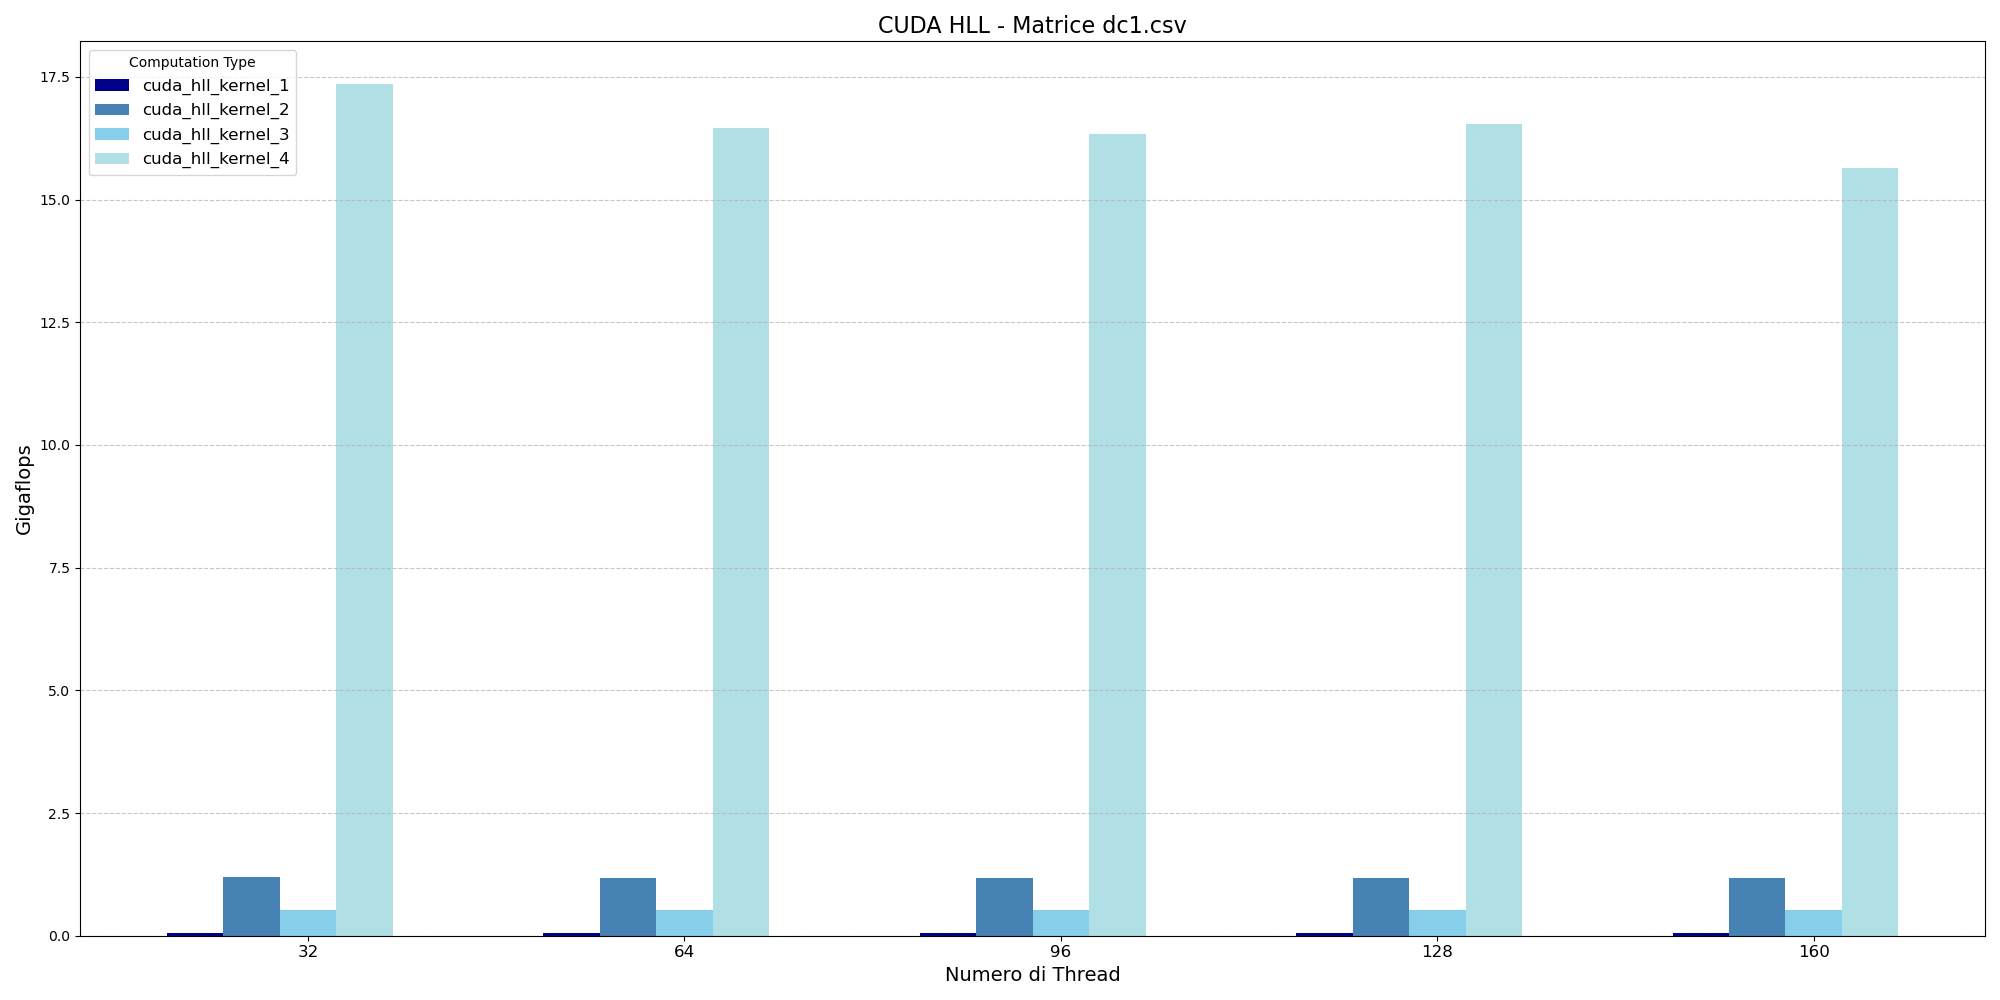 CUDA HLL - Matrice dc1.csv
Computation Type
cuda_hll_kernel_1
cuda_hll_kernel_2
cuda_hll_kernel_3
cuda_hll_kernel_4
Gigaflops
17.5
15.0
12.5
10.0
7.5
5.0
2.5
0.0
32 64 96 128 160
Numero di Thread